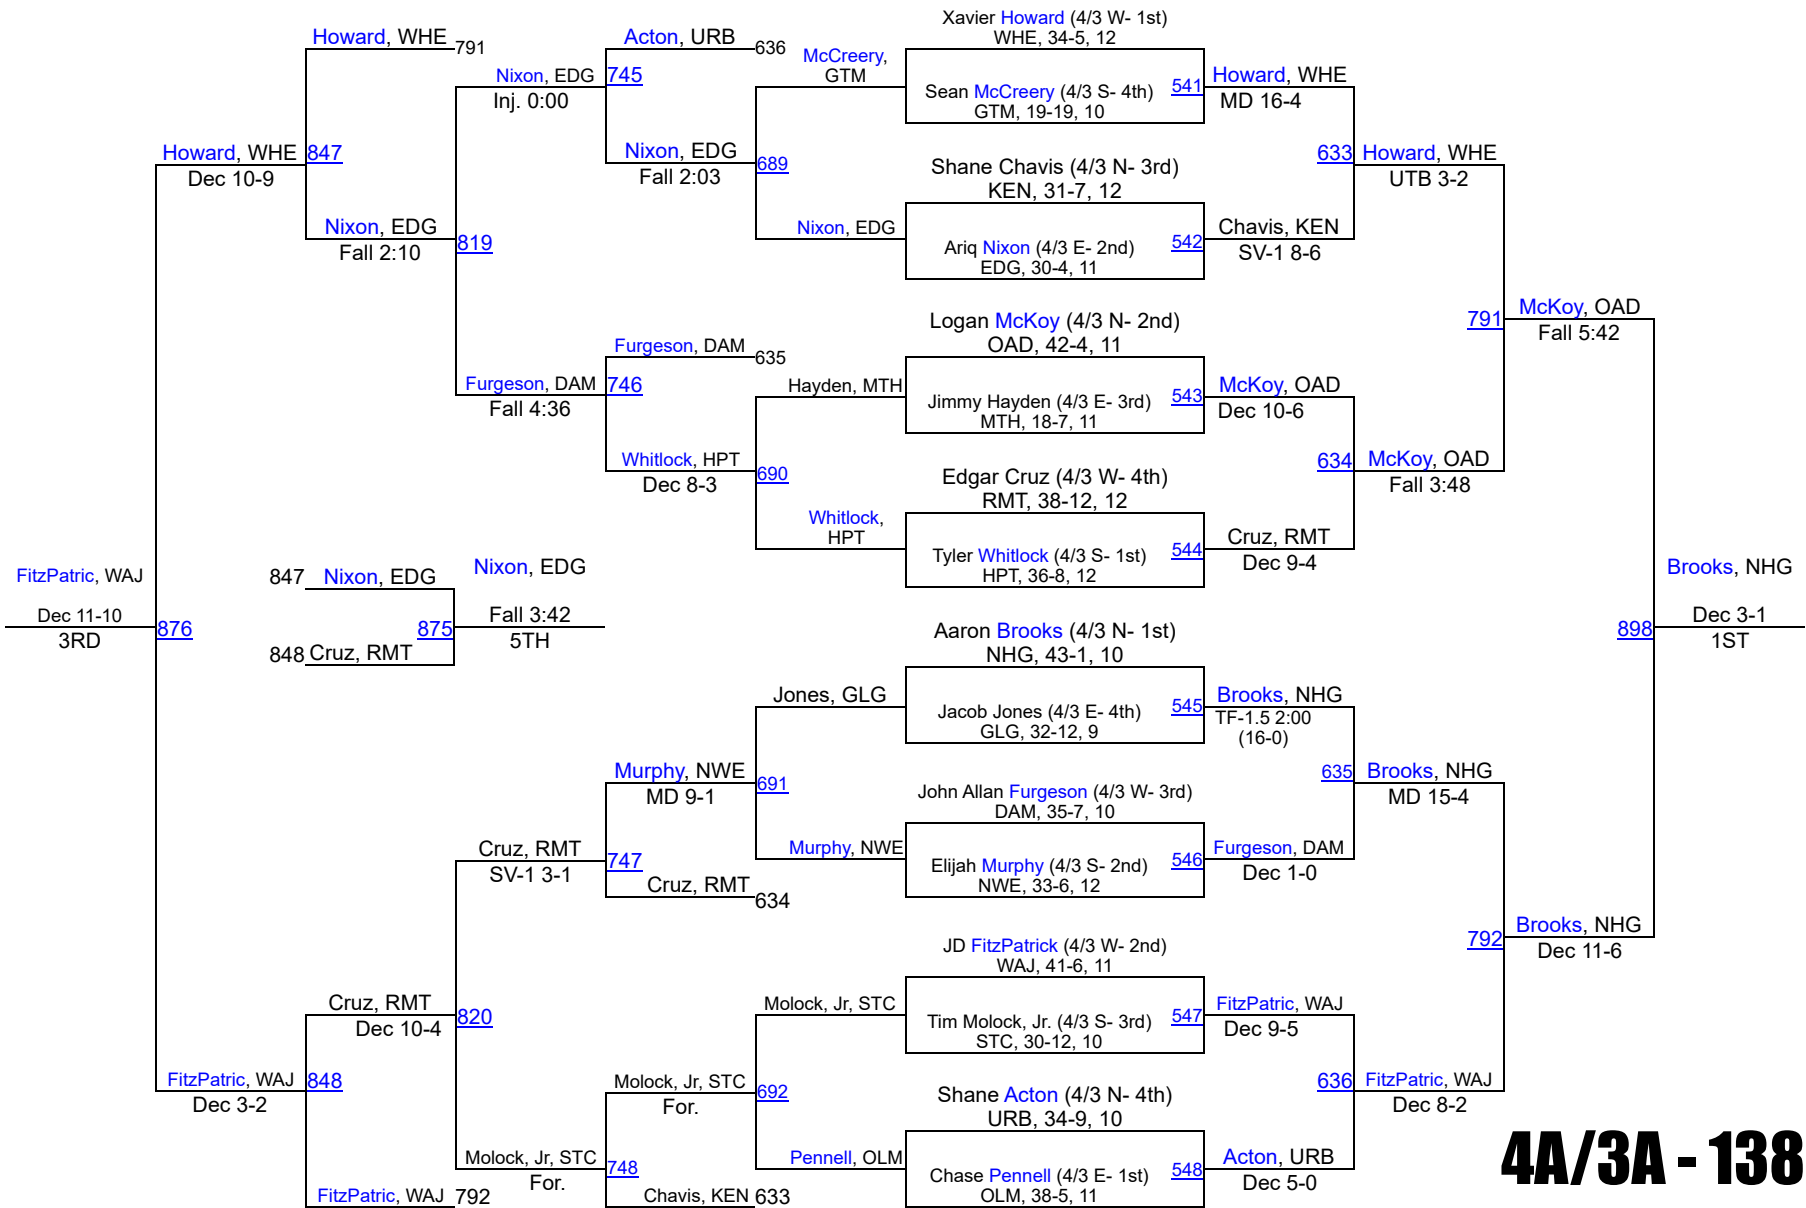 Xavier Howard (4/3 W- 1st)
WHE, 34-5, 12
Howard, WHE
791
Acton, URB
636
McCreery,
GTM
Nixon, EDG
745
Inj. 0:00
Sean McCreery (4/3 S- 4th)
GTM, 19-19, 10
541
Howard, WHE
MD 16-4
Howard, WHE
847
Dec 10-9
Nixon, EDG
Fall 2:03
689
Shane Chavis (4/3 N- 3rd)
KEN, 31-7, 12
633
Howard, WHE
UTB 3-2
Nixon, EDG
Fall 2:10
819
Nixon, EDG
Ariq Nixon (4/3 E- 2nd)
EDG, 30-4, 11
542
Chavis, KEN
SV-1 8-6
Logan McKoy (4/3 N- 2nd)
OAD, 42-4, 11
791
McKoy, OAD
Fall 5:42
Furgeson, DAM
635
Furgeson, DAM
746
Fall 4:36
Hayden, MTH
Jimmy Hayden (4/3 E- 3rd)
MTH, 18-7, 11
543
McKoy, OAD
Dec 10-6
Whitlock, HPT
Dec 8-3
690
Edgar Cruz (4/3 W- 4th)
RMT, 38-12, 12
634
McKoy, OAD
Fall 3:48
Whitlock,
HPT
Tyler Whitlock (4/3 S- 1st)
HPT, 36-8, 12
544
Cruz, RMT
Dec 9-4
FitzPatric, WAJ
Dec 11-10
3RD
876
847
Nixon, EDG
848
Cruz, RMT
875
Nixon, EDG
Fall 3:42
5TH
Aaron Brooks (4/3 N- 1st)
NHG, 43-1, 10
898
Brooks, NHG
Dec 3-1
1ST
Jones, GLG
Jacob Jones (4/3 E- 4th)
GLG, 32-12, 9
545
Brooks, NHG
TF-1.5 2:00
(16-0)
Murphy, NWE
MD 9-1
691
John Allan Furgeson (4/3 W- 3rd)
DAM, 35-7, 10
635
Brooks, NHG
MD 15-4
Cruz, RMT
SV-1 3-1
747
Murphy, NWE
Elijah Murphy (4/3 S- 2nd)
NWE, 33-6, 12
546
Furgeson, DAM
Dec 1-0
Cruz, RMT
634
JD FitzPatrick (4/3 W- 2nd)
WAJ, 41-6, 11
792
Brooks, NHG
Dec 11-6
Cruz, RMT
Dec 10-4
820
Molock, Jr, STC
Tim Molock, Jr. (4/3 S- 3rd)
STC, 30-12, 10
547
FitzPatric, WAJ
Dec 9-5
FitzPatric, WAJ
848
Dec 3-2
Molock, Jr, STC
For.
692
Shane Acton (4/3 N- 4th)
URB, 34-9, 10
636
FitzPatric, WAJ
Dec 8-2
Molock, Jr, STC
For.
748
Pennell, OLM
Chase Pennell (4/3 E- 1st)
OLM, 38-5, 11
548
Acton, URB
Dec 5-0
FitzPatric, WAJ
792
Chavis, KEN
633
4A/3A - 138